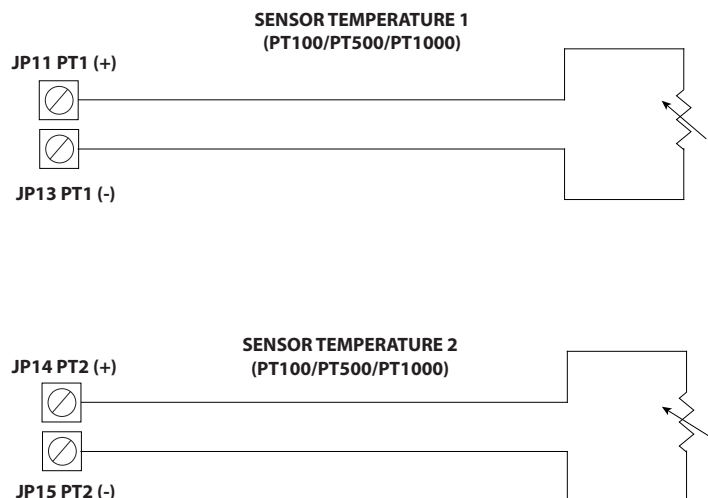 SENSOR TEMPERATURE 1
(PT100/PT500/PT1000)
JP11 PT1 (+)
JP13 PT1 (-)
SENSOR TEMPERATURE 2
(PT100/PT500/PT1000)
JP14 PT2 (+)
JP15 PT2 (-)